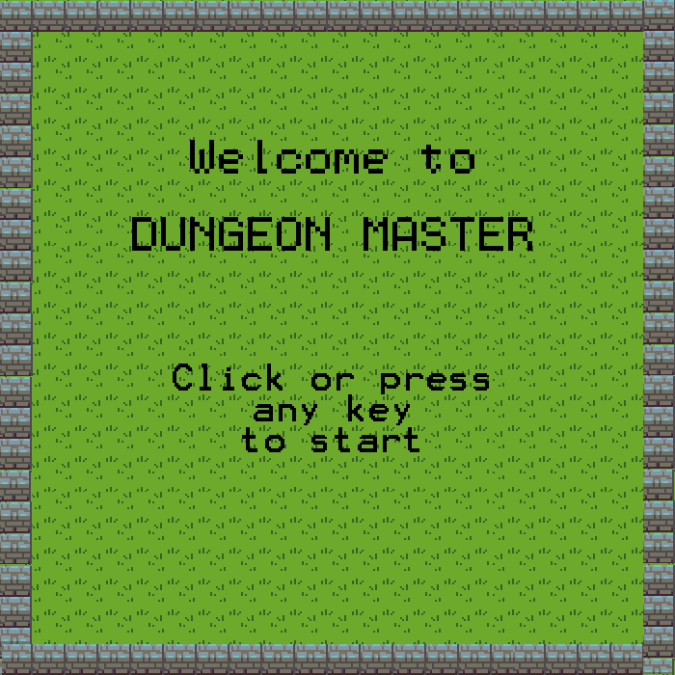 Welcome to
DUNGEON MASTER
Click or press
any key
to start